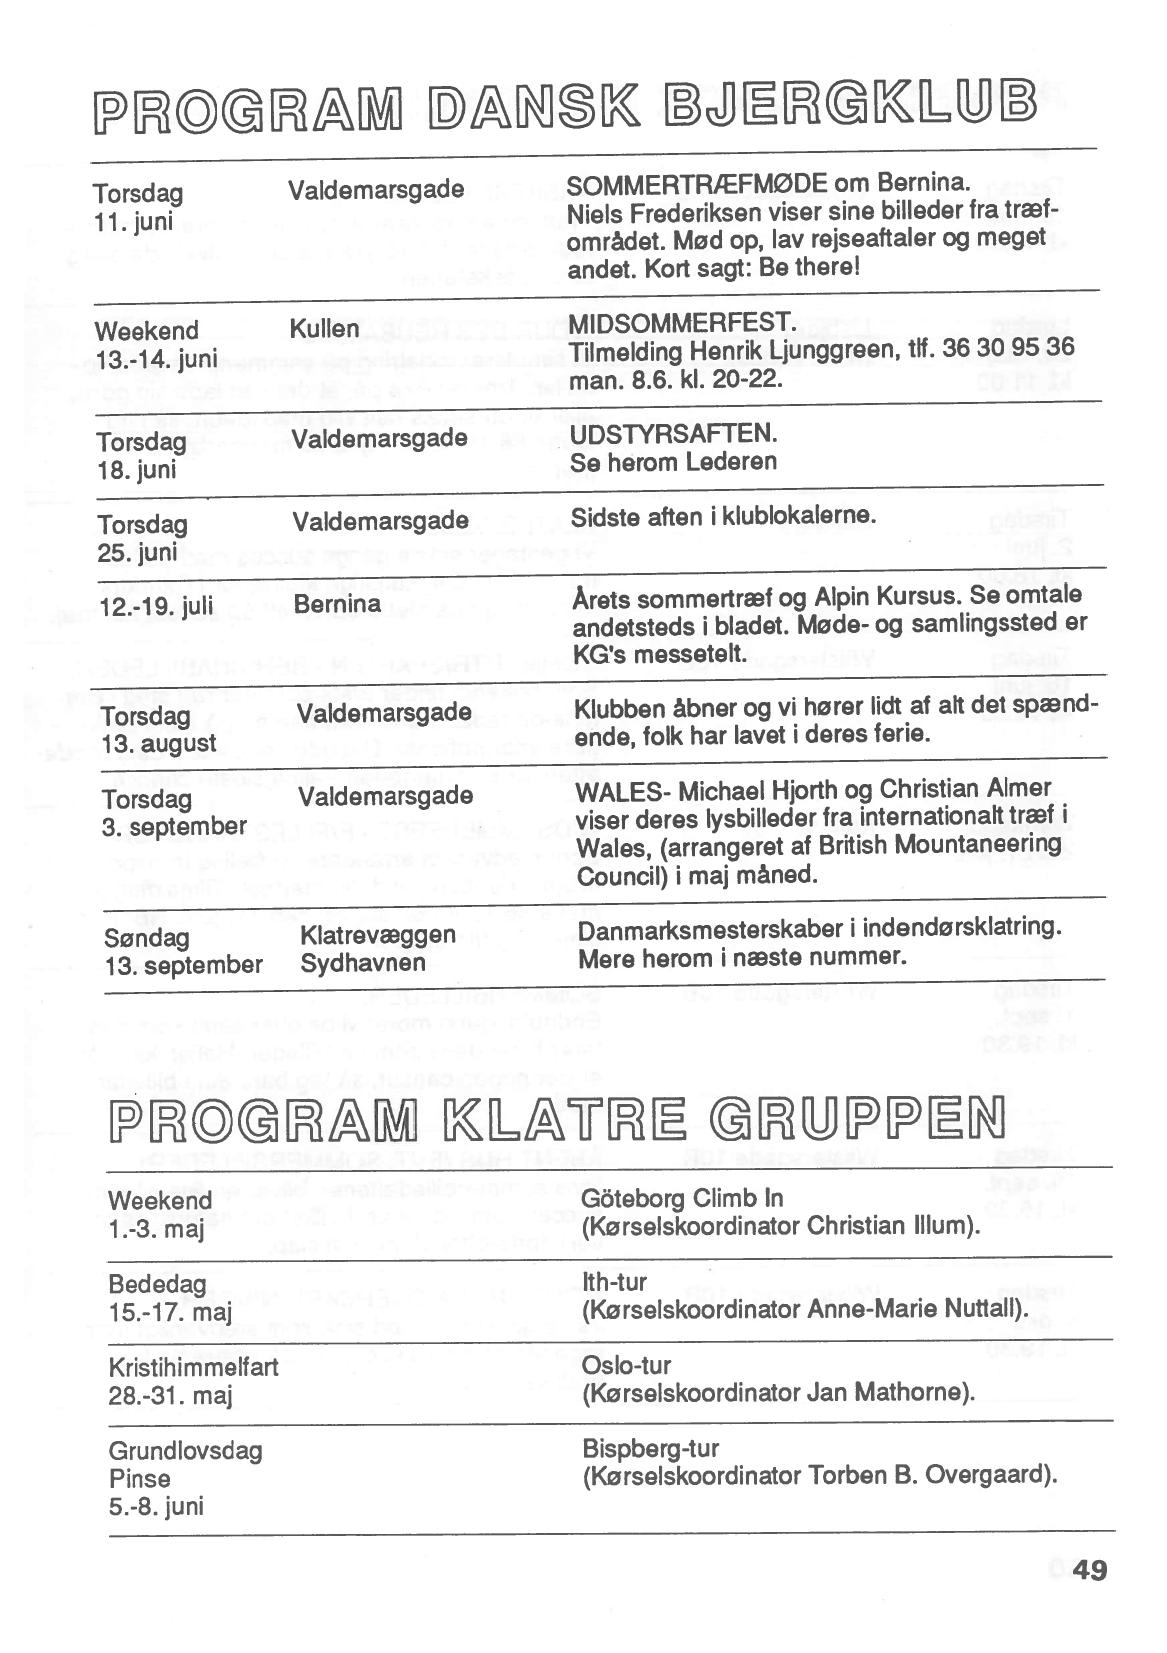 PROGRAM DANSK BJERGKLUB
Torsdag Valdemarsgade SOMMERTRÆFMØDE om Bernina.
11. juni Niels Frederiksen viser sine billeder fra træf-
området. Mød op, lav rejseaftaler og meget
andet. Kort sagt: Be there!
Weekend Kullen MIDSOMMERFEST.
13.-14. juni Tilmelding Henrik Ljunggreen, tlf. 36 30 95 36
man. 8.6. kl. 20-22.
Torsdag Valdemarsgade UDSTYRSAFTEN.
18. juni Se herom Lederen
Torsdag Valdemarsgade Sidste aften i klublokalerne.
25. juni
12.-19. juli Bernina Årets sommertræf og Alpin Kursus. Se omtale
andetsteds i bladet. Møde- og samlingssted er
KG's messetelt.
Torsdag Valdemarsgade Klubben åbner og vi hører lidt af alt det spænd-
13. august ende, folk har lavet i deres ferie.
Torsdag Valdemarsgade WALES- Michael Hjorth og Christian Almer
3. september viser deres lysbilleder fra internationalt træf i
Wales, (arrangeret af British Mountaneering
Council) i maj måned.
Søndag Klatrevæggen Danmarksmesterskaber i indendørsklatring.
13. september Sydhavnen Mere herom i næste nummer.
PROGRAM KLATRE GRUPPEN
Weekend Göteborg Climb In
1.-3. maj (Kørselskoordinator Christian Illum).
Bededag Ith-tur
15.-17. maj (Kørselskoordinator Anne-Marie Nuttall).
Kristihimmelfart Oslo-tur
28.-31. maj (Kørselskoordinator Jan Mathorne).
Grundlovsdag Bispberg-tur
Pinse (Kørselskoordinator Torben B. Overgaard).
5.-8. juni
49